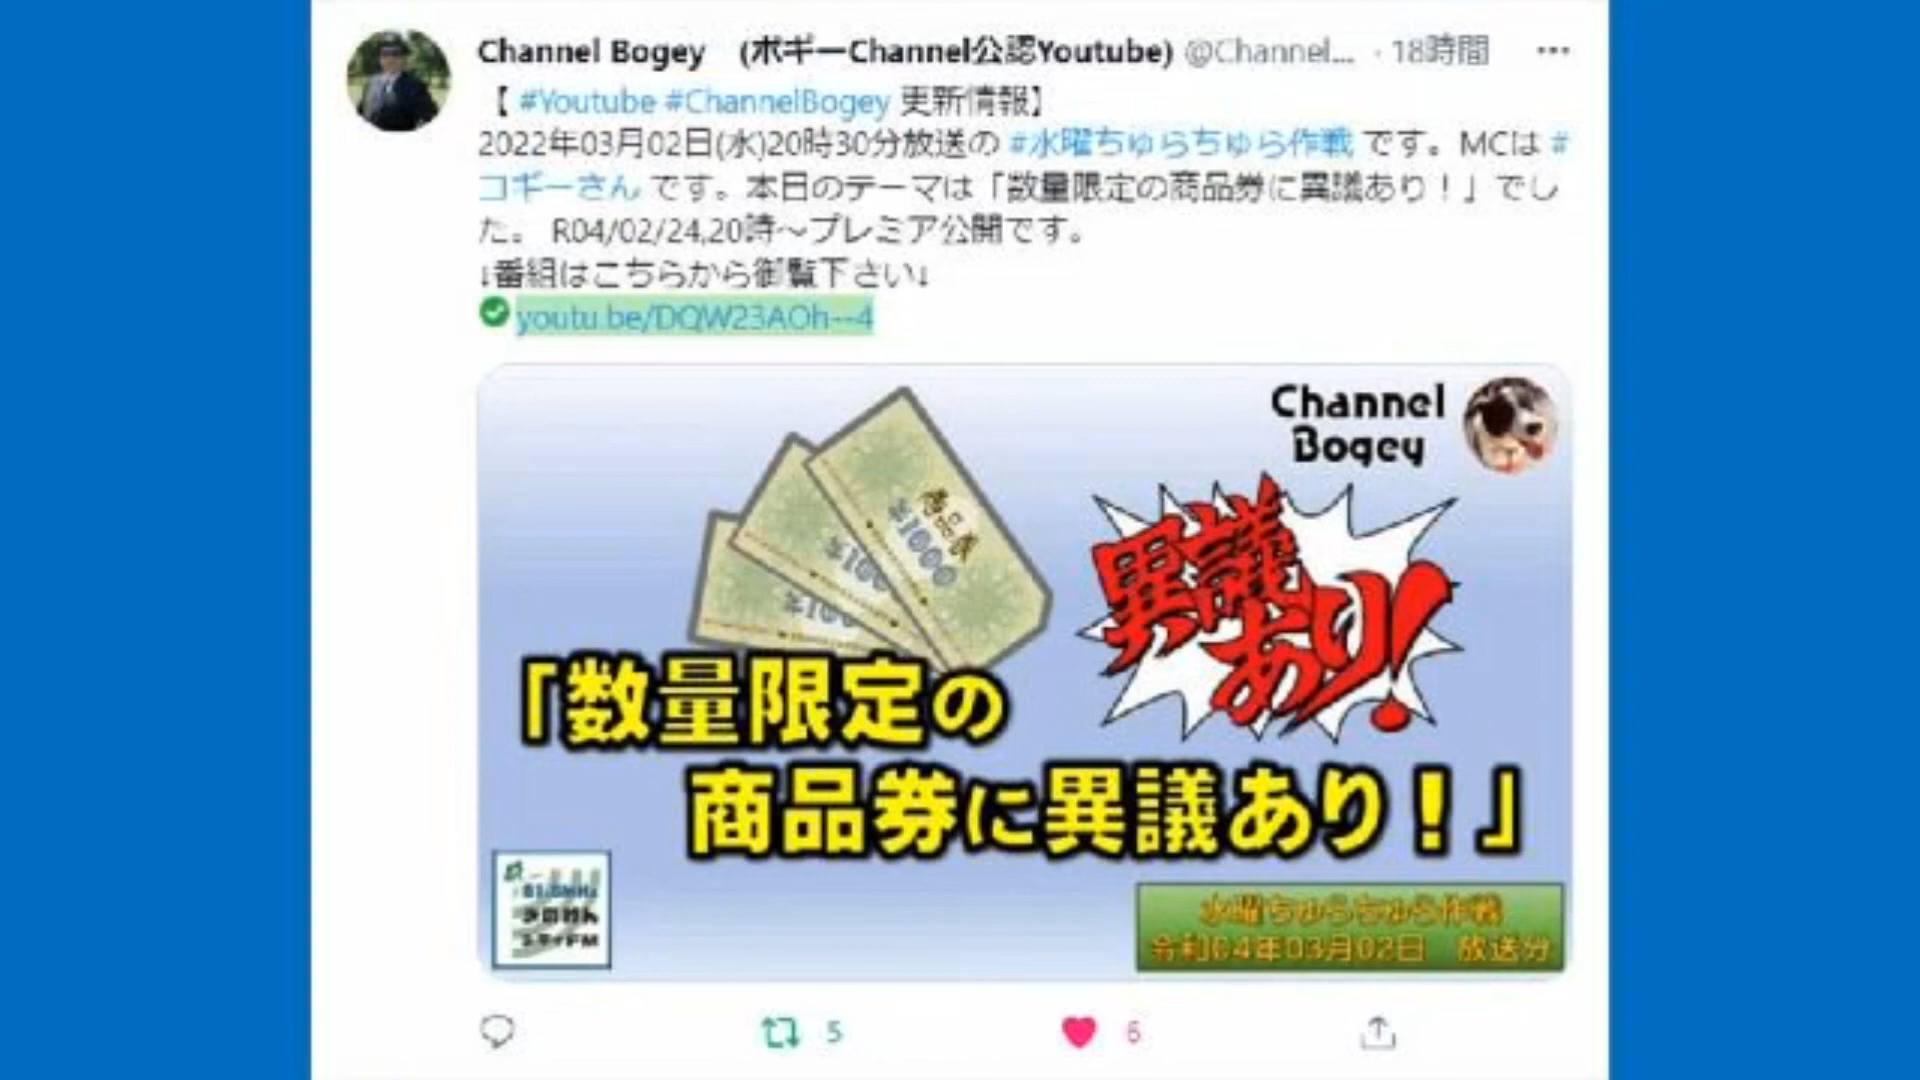 Channel Bogey (ボギーChannel公認Youtube) @Channel... · 18時間
【 #Youtube #ChannelBogey 更新情報】
2022年03月02日(水)20時30分放送の #水曜ちゅらちゅら作戦 です。MCは #
コギーさん です。本日のテーマは「数量限定の商品券に異議あり！」でし
た。 R04/02/24,20時～プレミア公開です。
↓番組はこちらから御覧下さい↓
youtu.be/DQW23AOh--4
Channel
Bogey
商品券
¥1000
異議
あり!
「数量限定の
商品券に異議あり！」
水曜ちゅらちゅら作戦
令和04年03月02日 放送分
5
6